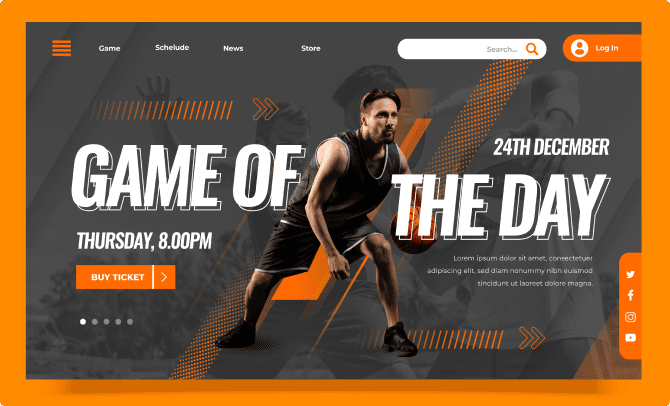 Game
Schelude
News
Store
Search...
Log In
24TH DECEMBER
GAME OF
THE DAY
THURSDAY, 8.00PM
BUY TICKET
Lorem ipsum dolor sit amet, consectetuer
adipiscing elit, sed diam nonummy nibh euismod
tincidunt ut laoreet dolore magna.